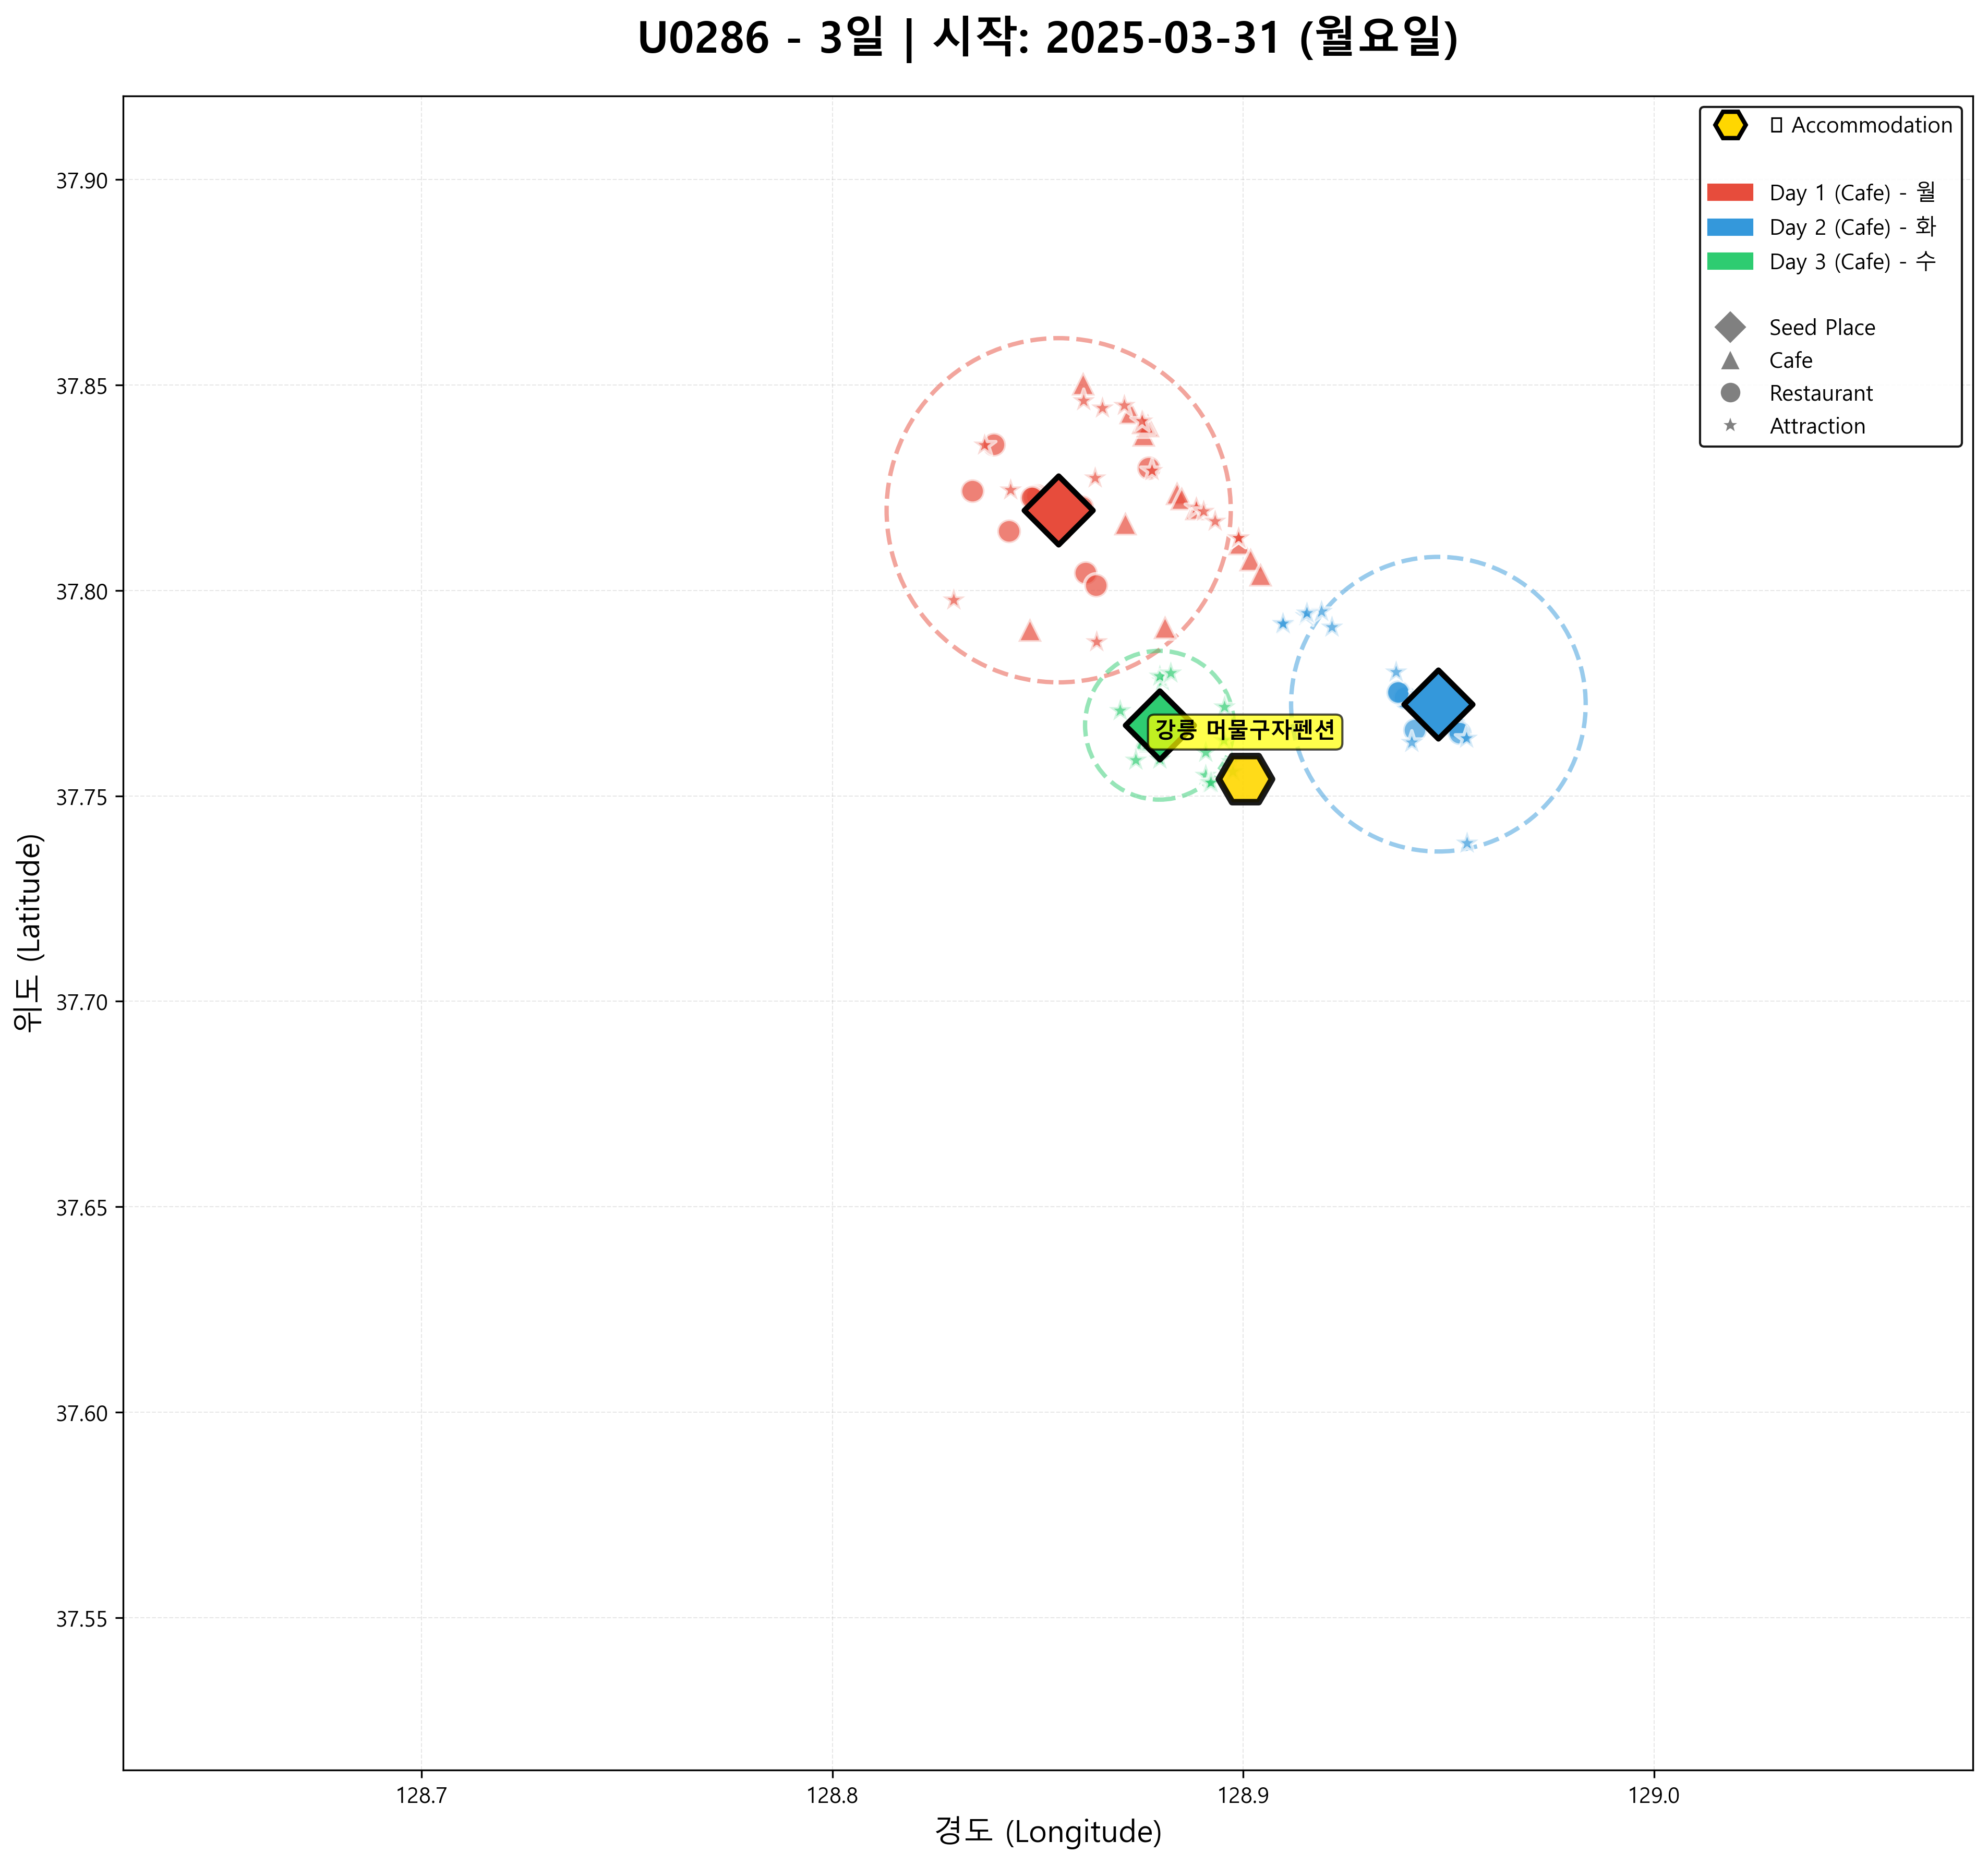 U0286 - 3일 | 시작: 2025-03-31 (월요일)
Accommodation
Day 1 (Cafe) - 월
Day 2 (Cafe) - 화
Day 3 (Cafe) - 수
Seed Place
Cafe
Restaurant
Attraction
37.90
37.85
37.80
37.75
37.70
37.65
37.60
37.55
위도 (Latitude)
강릉 머물구자펜션
128.7
128.8
128.9
129.0
경도 (Longitude)